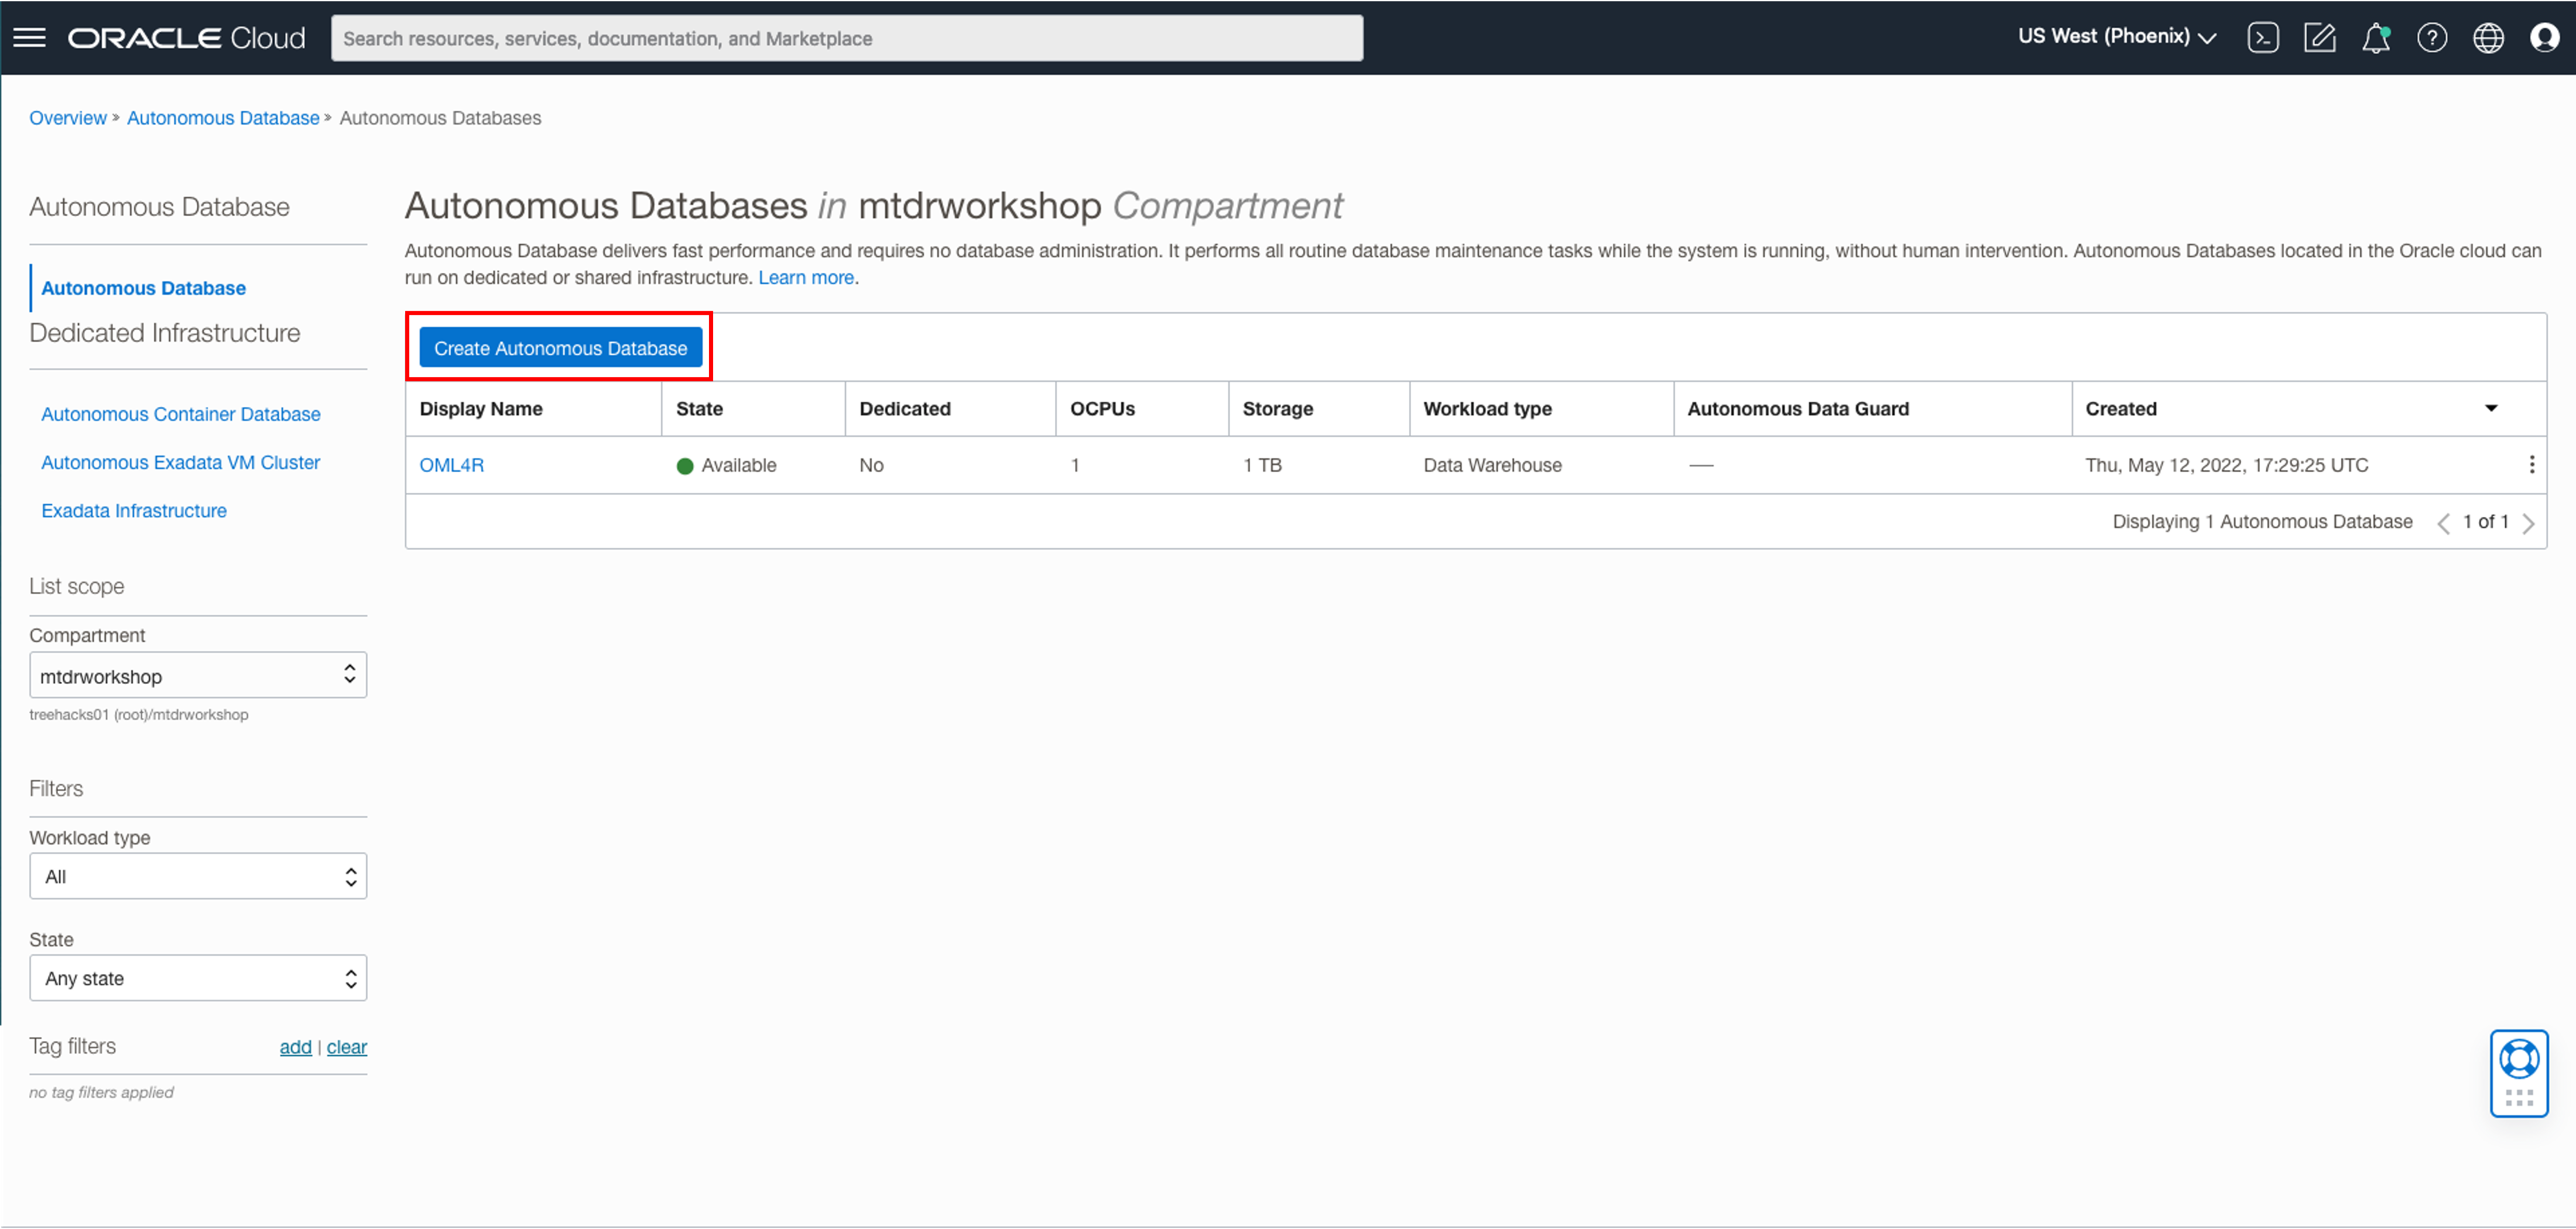 ORACLE Cloud
Search resources, services, documentation, and Marketplace
US West (Phoenix)
Overview » Autonomous Database » Autonomous Databases
Autonomous Database
Autonomous Database
Dedicated Infrastructure
Autonomous Container Database
Autonomous Exadata VM Cluster
Exadata Infrastructure
List scope
Compartment
mtdrworkshop
treehacks01 (root)/mtdrworkshop
Filters
Workload type
All
State
Any state
Tag filters add | clear
no tag filters applied
Autonomous Databases in mtdrworkshop Compartment
Autonomous Database delivers fast performance and requires no database administration. It performs all routine database maintenance tasks while the system is running, without human intervention. Autonomous Databases located in the Oracle cloud can
run on dedicated or shared infrastructure. Learn more.
Create Autonomous Database
Display Name State Dedicated OCPUs Storage Workload type Autonomous Data Guard Created
OML4R Available No 1 1 TB Data Warehouse — Thu, May 12, 2022, 17:29:25 UTC
Displaying 1 Autonomous Database 1 of 1